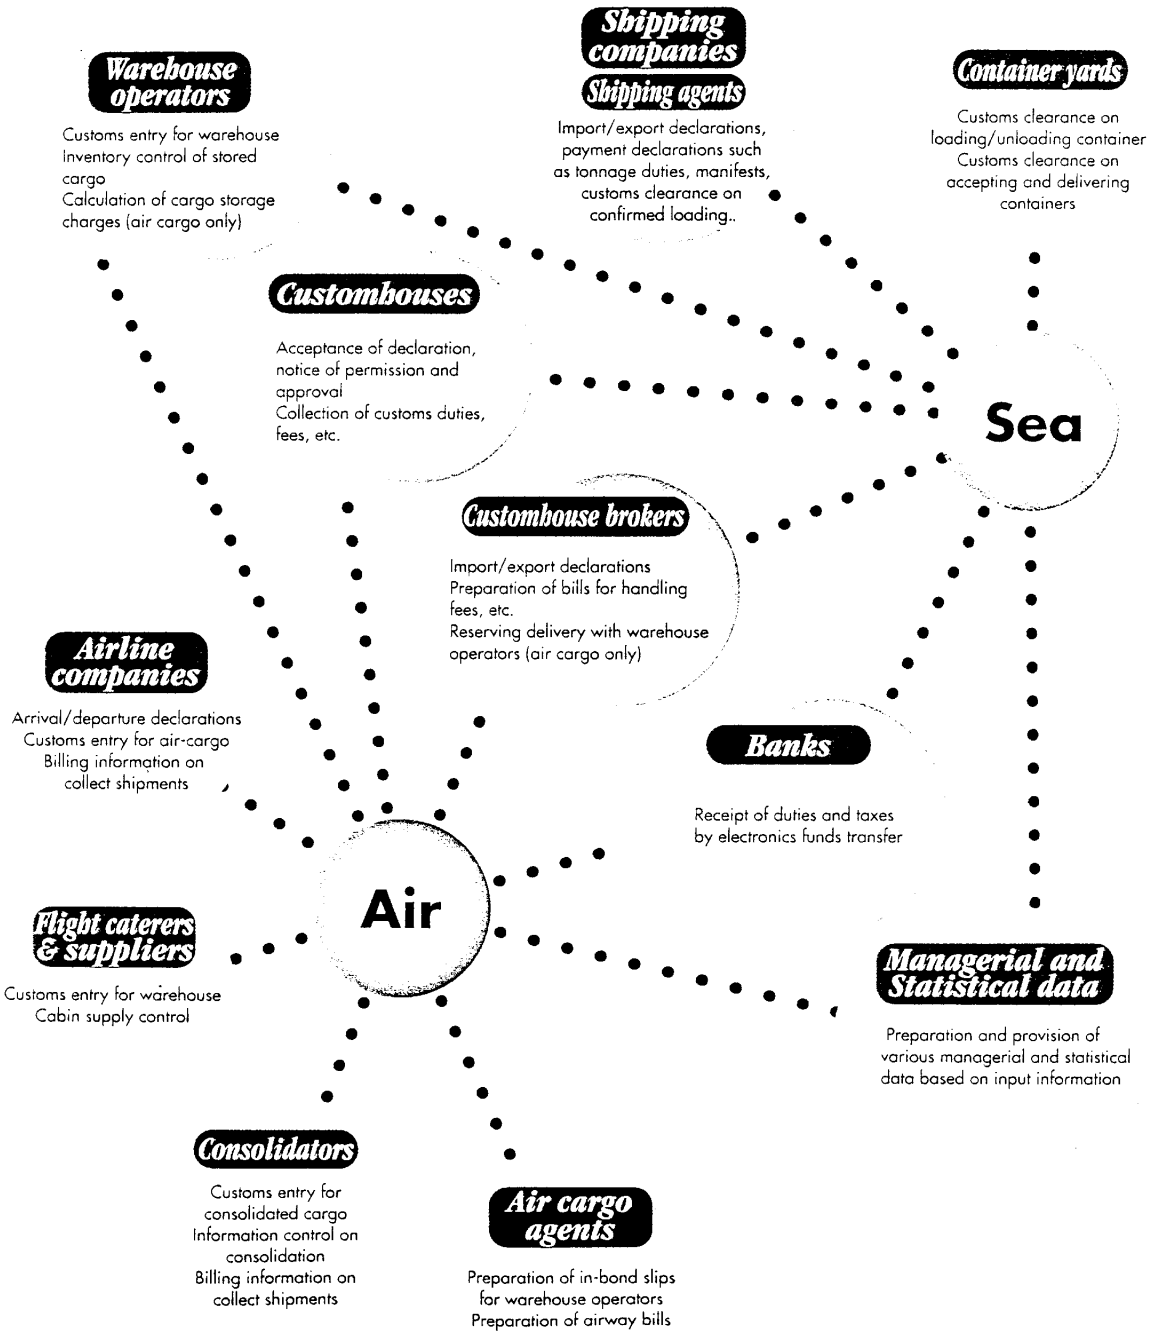 Warehouse
operators
Customs entry for warehouse
Inventory control of stored
cargo
Calculation of cargo storage
charges (air cargo only)
Shipping
companies
Shipping agents
Import/export declarations,
payment declarations such
as tonnage duties, manifests,
customs clearance on
confirmed loading..
Container yards
Customs clearance on
loading/unloading container
Customs clearance on
accepting and delivering
containers
Customhouses
Acceptance of declaration,
notice of permission and
approval
Collection of customs duties,
fees, etc.
Sea
Customhouse brokers
Import/export declarations
Preparation of bills for handling
fees, etc.
Reserving delivery with warehouse
operators (air cargo only)
Airline
companies
Arrival/departure declarations
Customs entry for air-cargo
Billing information on
collect shipments
Banks
Receipt of duties and taxes
by electronics funds transfer
Air
Flight caterers
& suppliers
Customs entry for warehouse
Cabin supply control
Managerial and
Statistical data
Preparation and provision of
various managerial and statistical
data based on input information
Consolidators
Customs entry for
consolidated cargo
Information control on
consolidation
Billing information on
collect shipments
Air cargo
agents
Preparation of in-bond slips
for warehouse operators
Preparation of airway bills